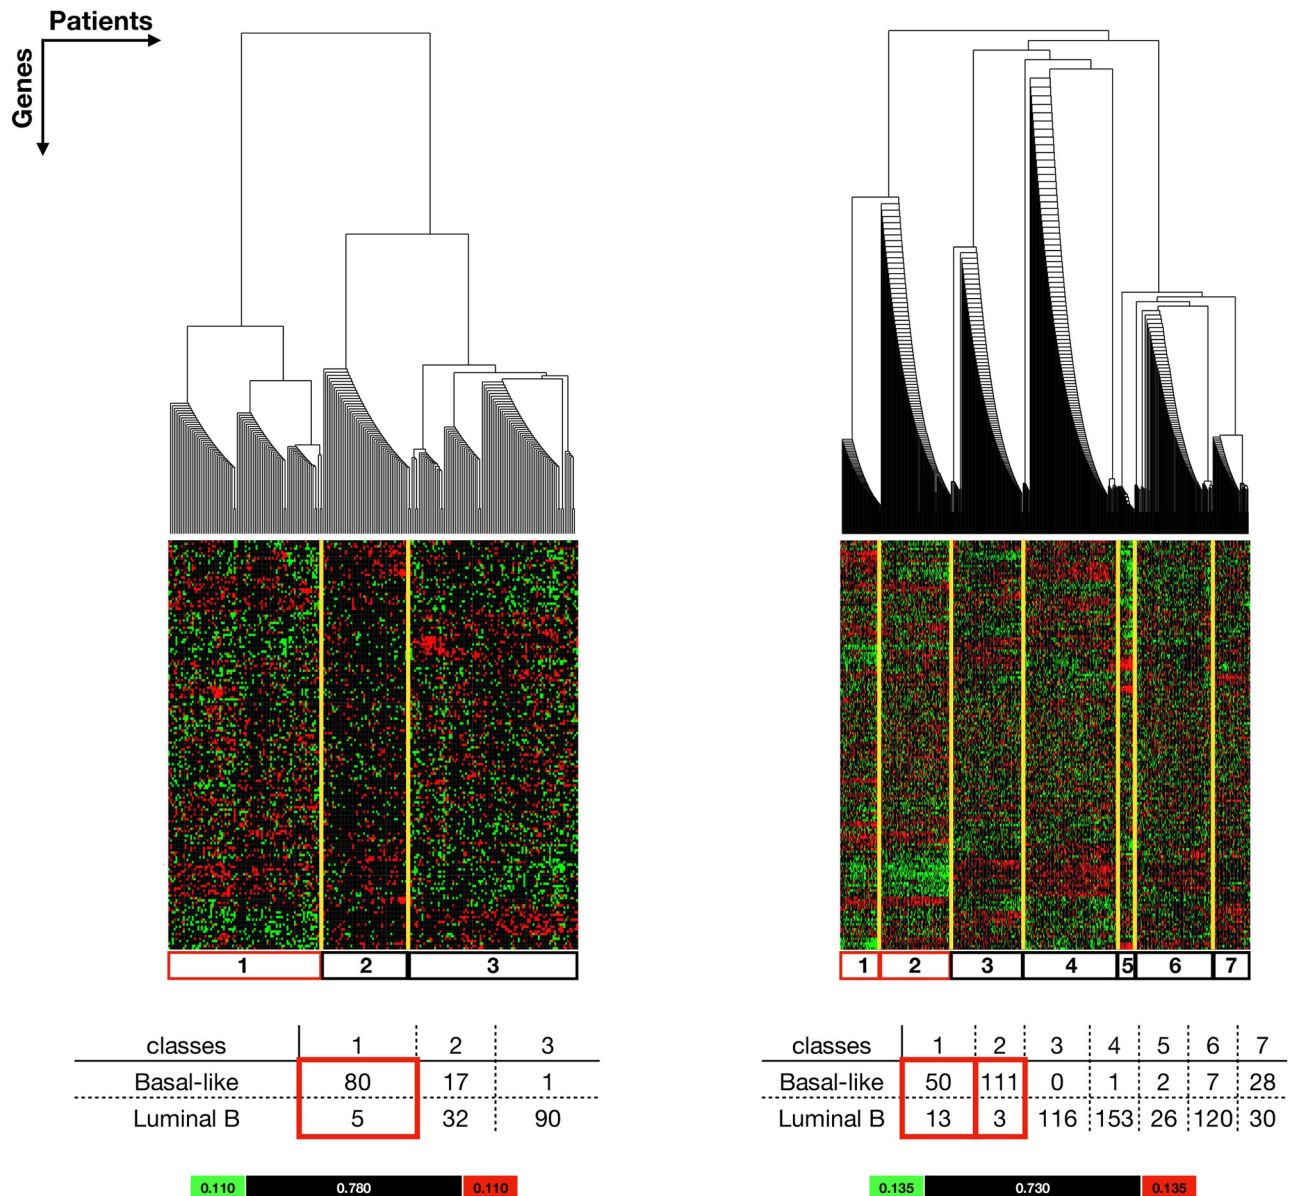 Patients
Genes
1 2 3
1 2 3 4 5 6 7
classes 1 2 3
Basal-like 80 17 1
Luminal B 5 32 90
classes 1 2 3 4 5 6 7
Basal-like 50 111 0 1 2 7 28
Luminal B 13 3 116 153 26 120 30
0.110 0.780 0.110
0.135 0.730 0.135